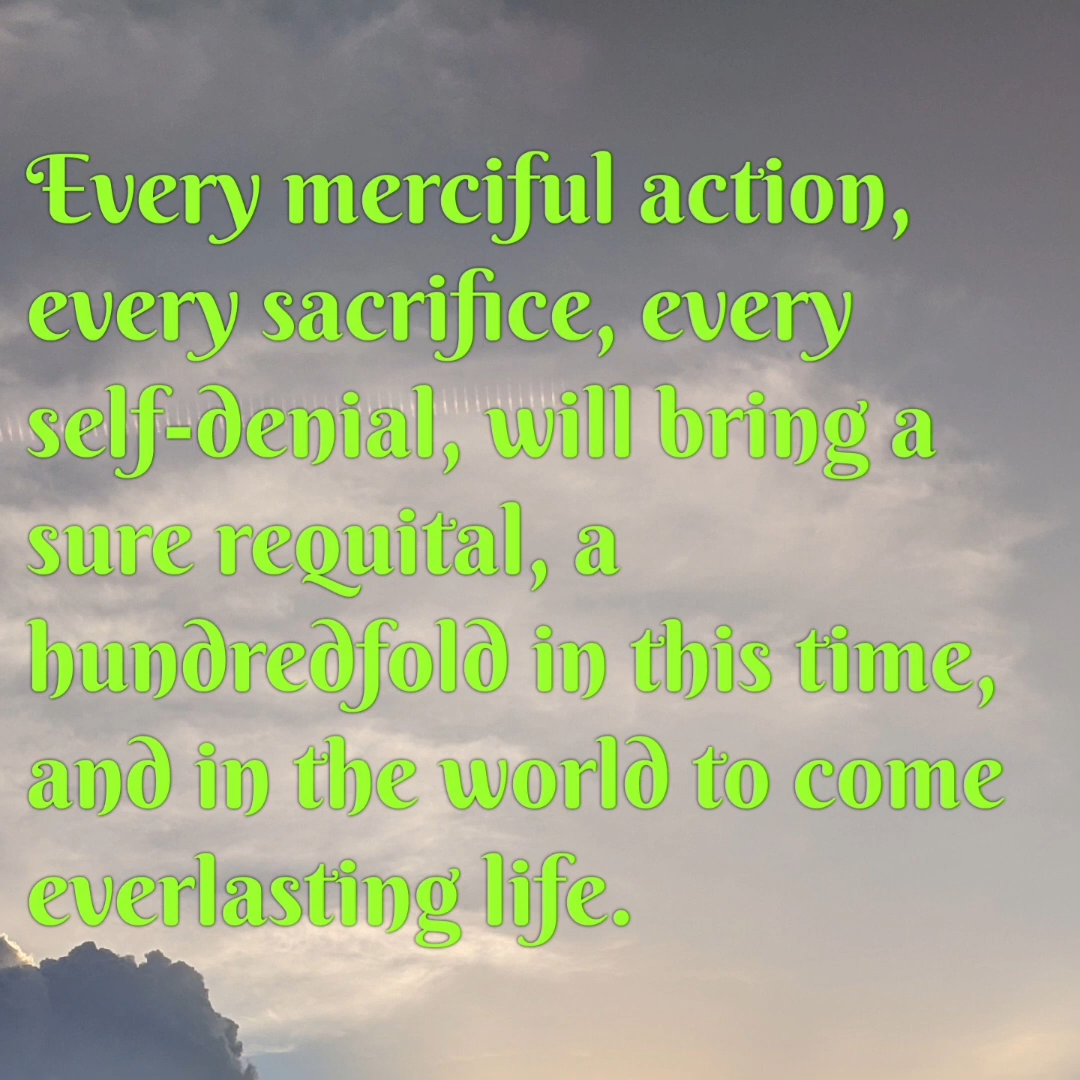 Every merciful action,
every sacrifice, every
self-denial, will bring a
sure requital, a
hundredfold in this time,
and in the world to come
everlasting life.